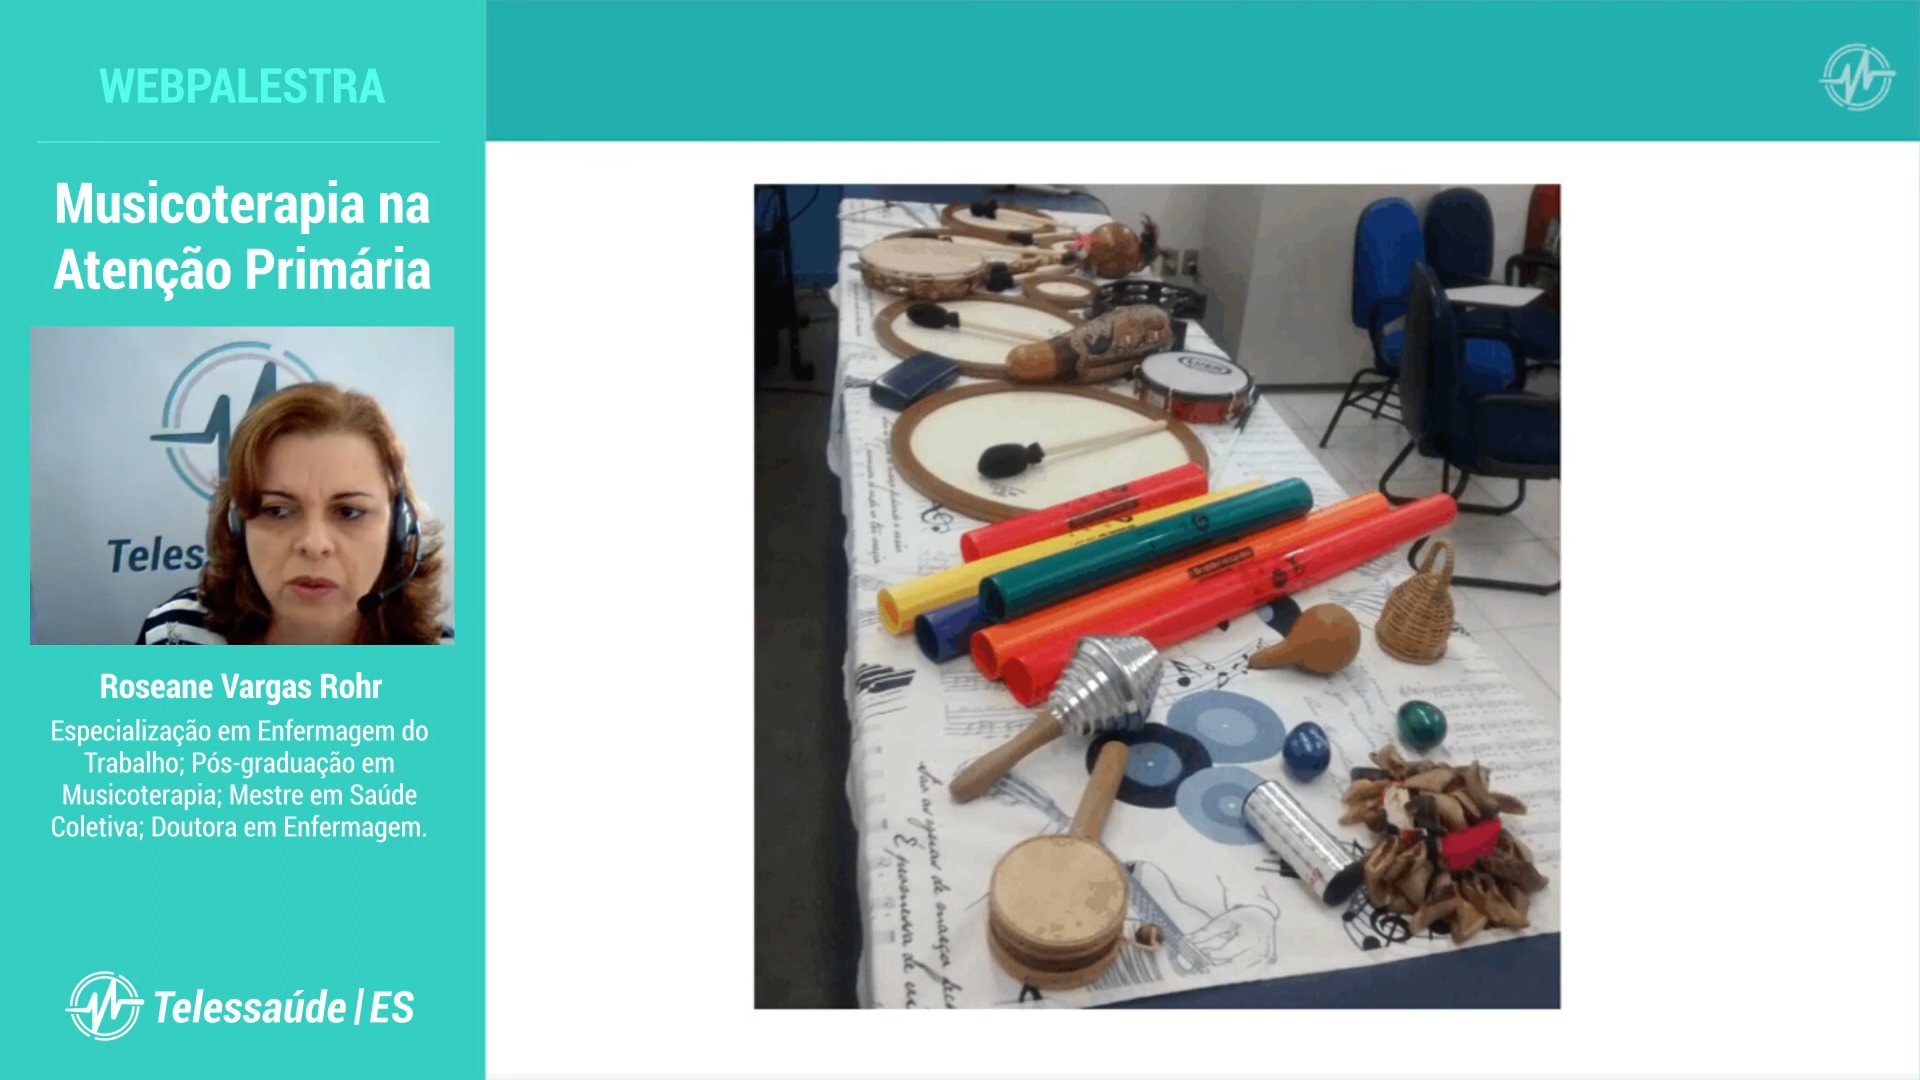 WEBPALESTRA
Musicoterapia na
Atenção Primária
Teles
Roseane Vargas Rohr
Especialização em Enfermagem do
Trabalho; Pós-graduação em
Musicoterapia; Mestre em Saúde
Coletiva; Doutora em Enfermagem.
Telessaúde|ES